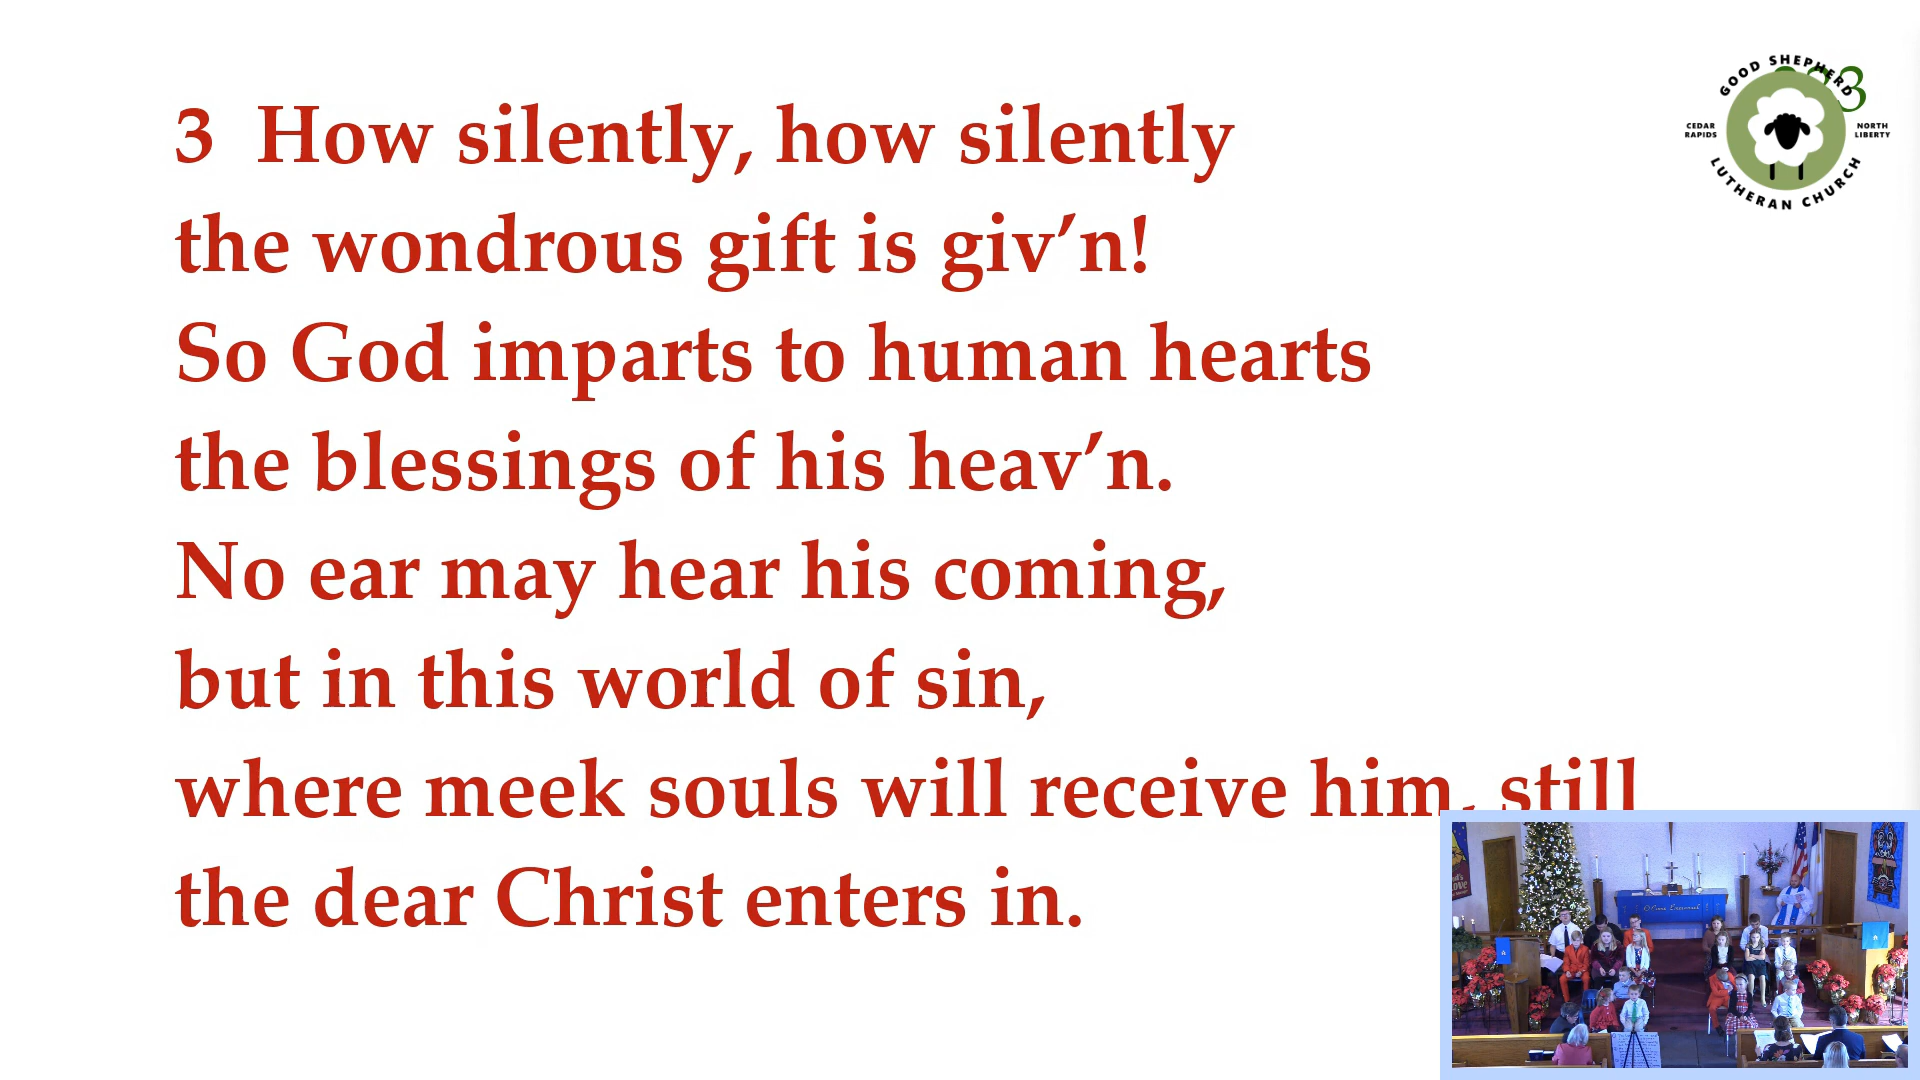 3 How silently, how silently
the wondrous gift is giv’n!
So God imparts to human hearts
the blessings of his heav’n.
No ear may hear his coming,
but in this world of sin,
where meek souls will receive him, still
the dear Christ enters in.
GOOD SHEPHERD
3
CEDAR RAPIDS
NORTH LIBERTY
LUTHERAN CHURCH